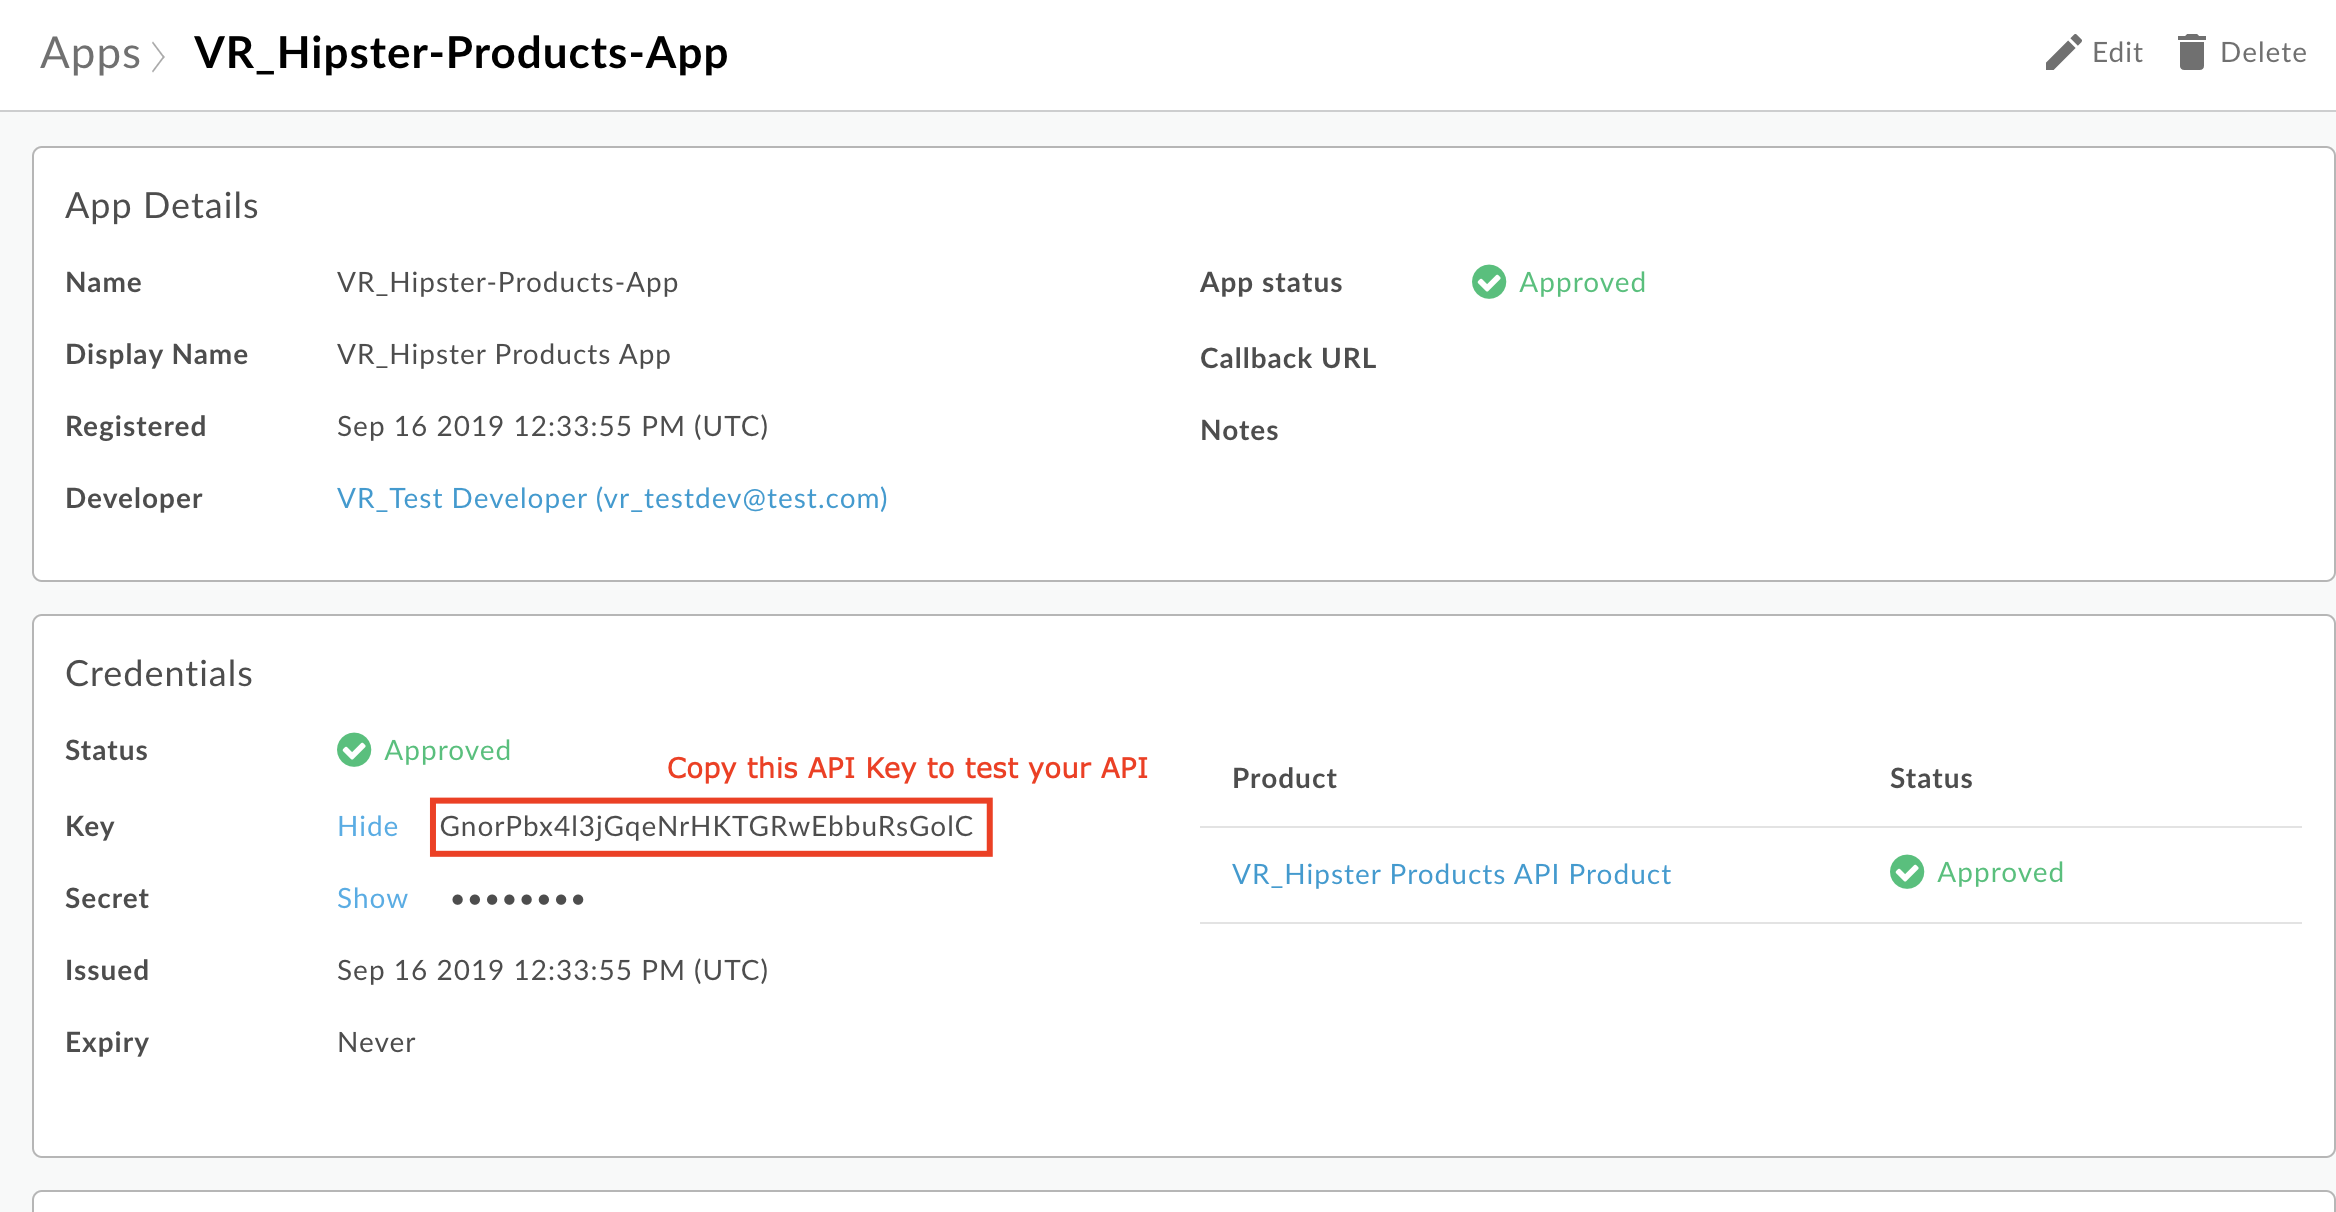 Apps > VR_Hipster-Products-App
Edit
Delete
App Details
Name VR_Hipster-Products-App
Display Name VR_Hipster Products App
Registered Sep 16 2019 12:33:55 PM (UTC)
Developer VR_Test Developer (vr_testdev@test.com)
App status Approved
Callback URL
Notes
Credentials
Status Approved
Copy this API Key to test your API
Key Hide GnorPbx4l3jGqeNrHKTGRwEbbuRsGolC
Secret Show ••••••••
Issued Sep 16 2019 12:33:55 PM (UTC)
Expiry Never
Product Status
VR_Hipster Products API Product Approved